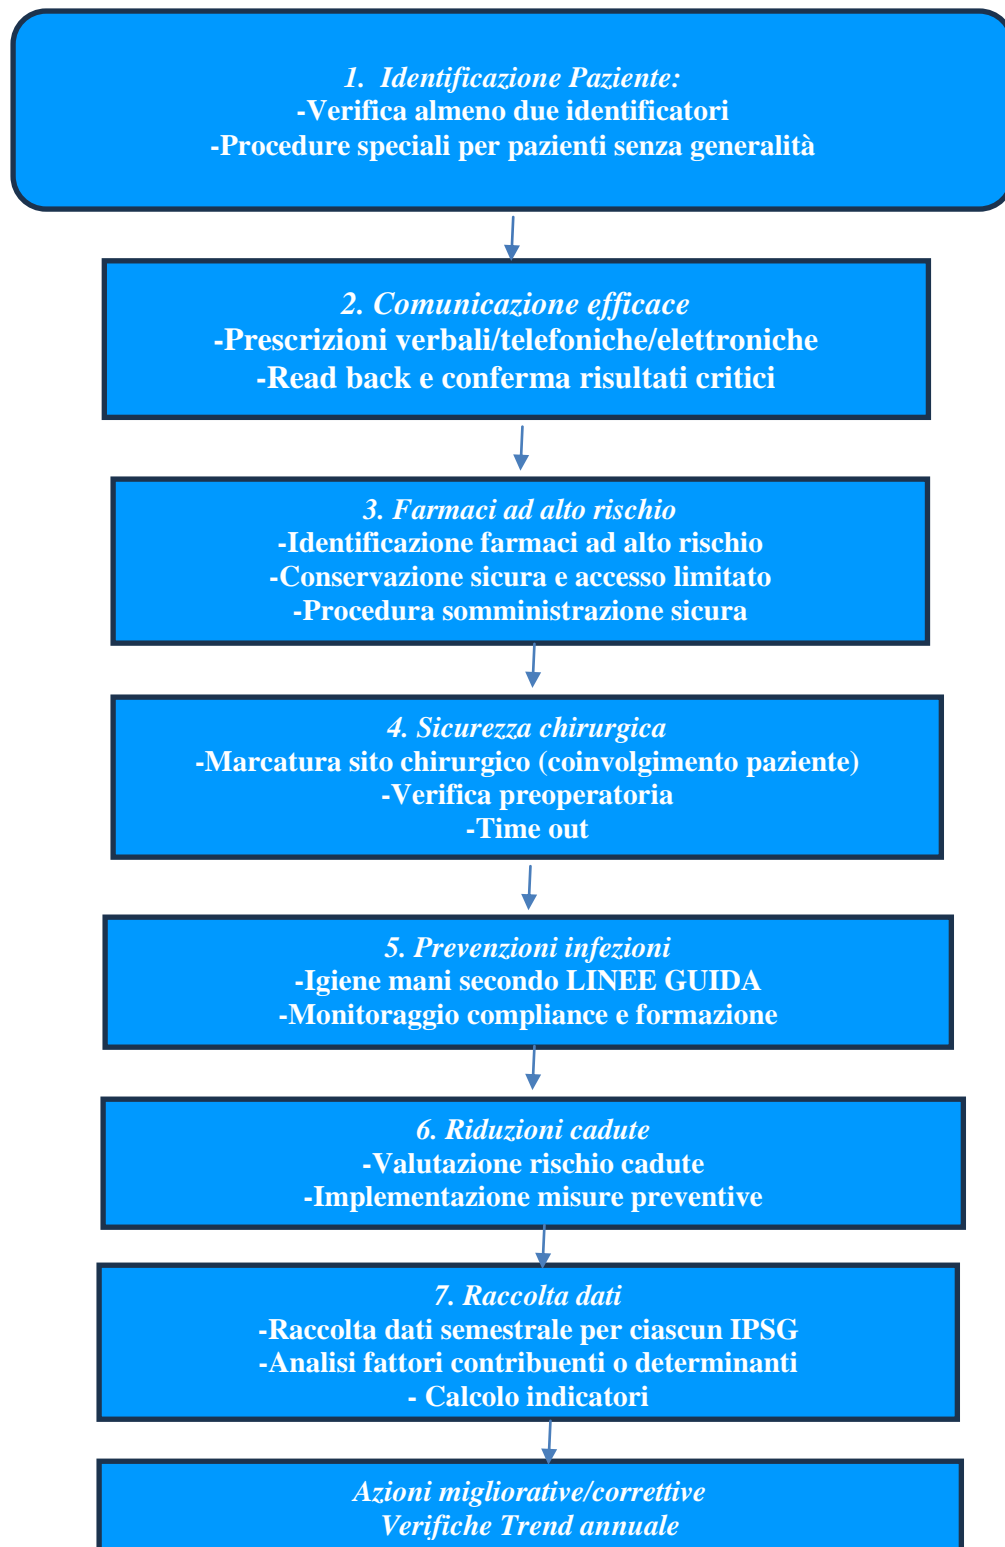 1. Identificazione Paziente:
-Verifica almeno due identificatori
-Procedure speciali per pazienti senza generalità
2. Comunicazione efficace
-Prescrizioni verbali/telefoniche/elettroniche
-Read back e conferma risultati critici
3. Farmaci ad alto rischio
-Identificazione farmaci ad alto rischio
-Conservazione sicura e accesso limitato
-Procedura somministrazione sicura
4. Sicurezza chirurgica
-Marcatura sito chirurgico (coinvolgimento paziente)
-Verifica preoperatoria
-Time out
5. Prevenzioni infezioni
-Igiene mani secondo LINEE GUIDA
-Monitoraggio compliance e formazione
6. Riduzioni cadute
-Valutazione rischio cadute
-Implementazione misure preventive
7. Raccolta dati
-Raccolta dati semestrale per ciascun IPSG
-Analisi fattori contribuenti o determinanti
- Calcolo indicatori
Azioni migliorative/correttive
Verifiche Trend annuale